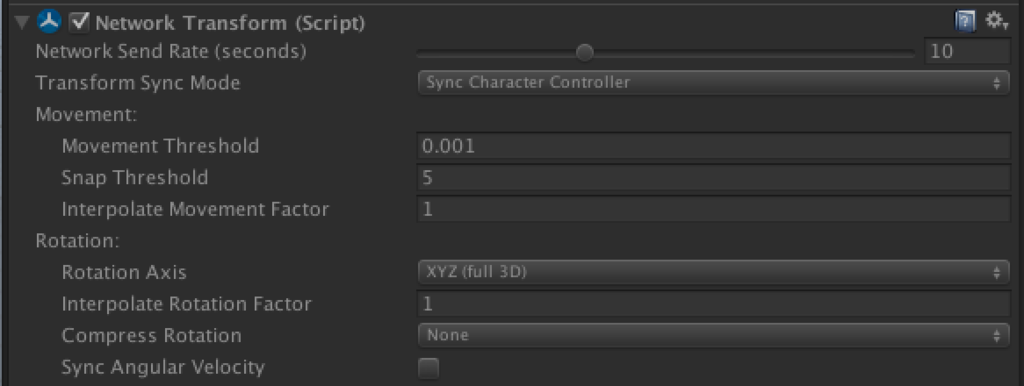 Network Transform (Script)
Network Send Rate (seconds) 10
Transform Sync Mode Sync Character Controller
Movement:
Movement Threshold 0.001
Snap Threshold 5
Interpolate Movement Factor 1
Rotation:
Rotation Axis XYZ (full 3D)
Interpolate Rotation Factor 1
Compress Rotation None
Sync Angular Velocity